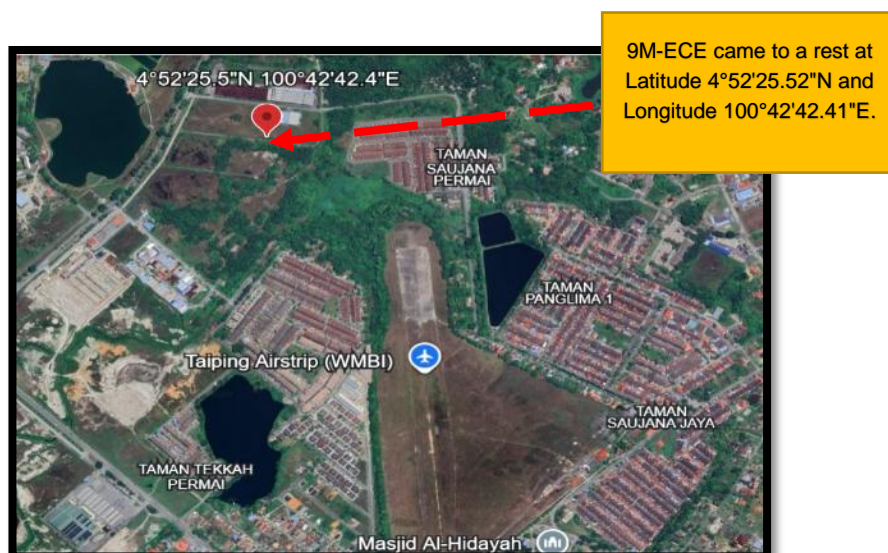 9M-ECE came to a rest at
Latitude 4°52'25.52"N and
Longitude 100°42'42.41"E.
4°52'25.5"N 100°42'42.4"E
TAMAN
SAUJANA
PERMAI
TAMAN
PANGLIMA 1
Taiping Airstrip (WMBI)
TAMAN
SAUJANA JAYA
TAMAN TEKKAH
PERMAI
Masjid Al-Hidayah